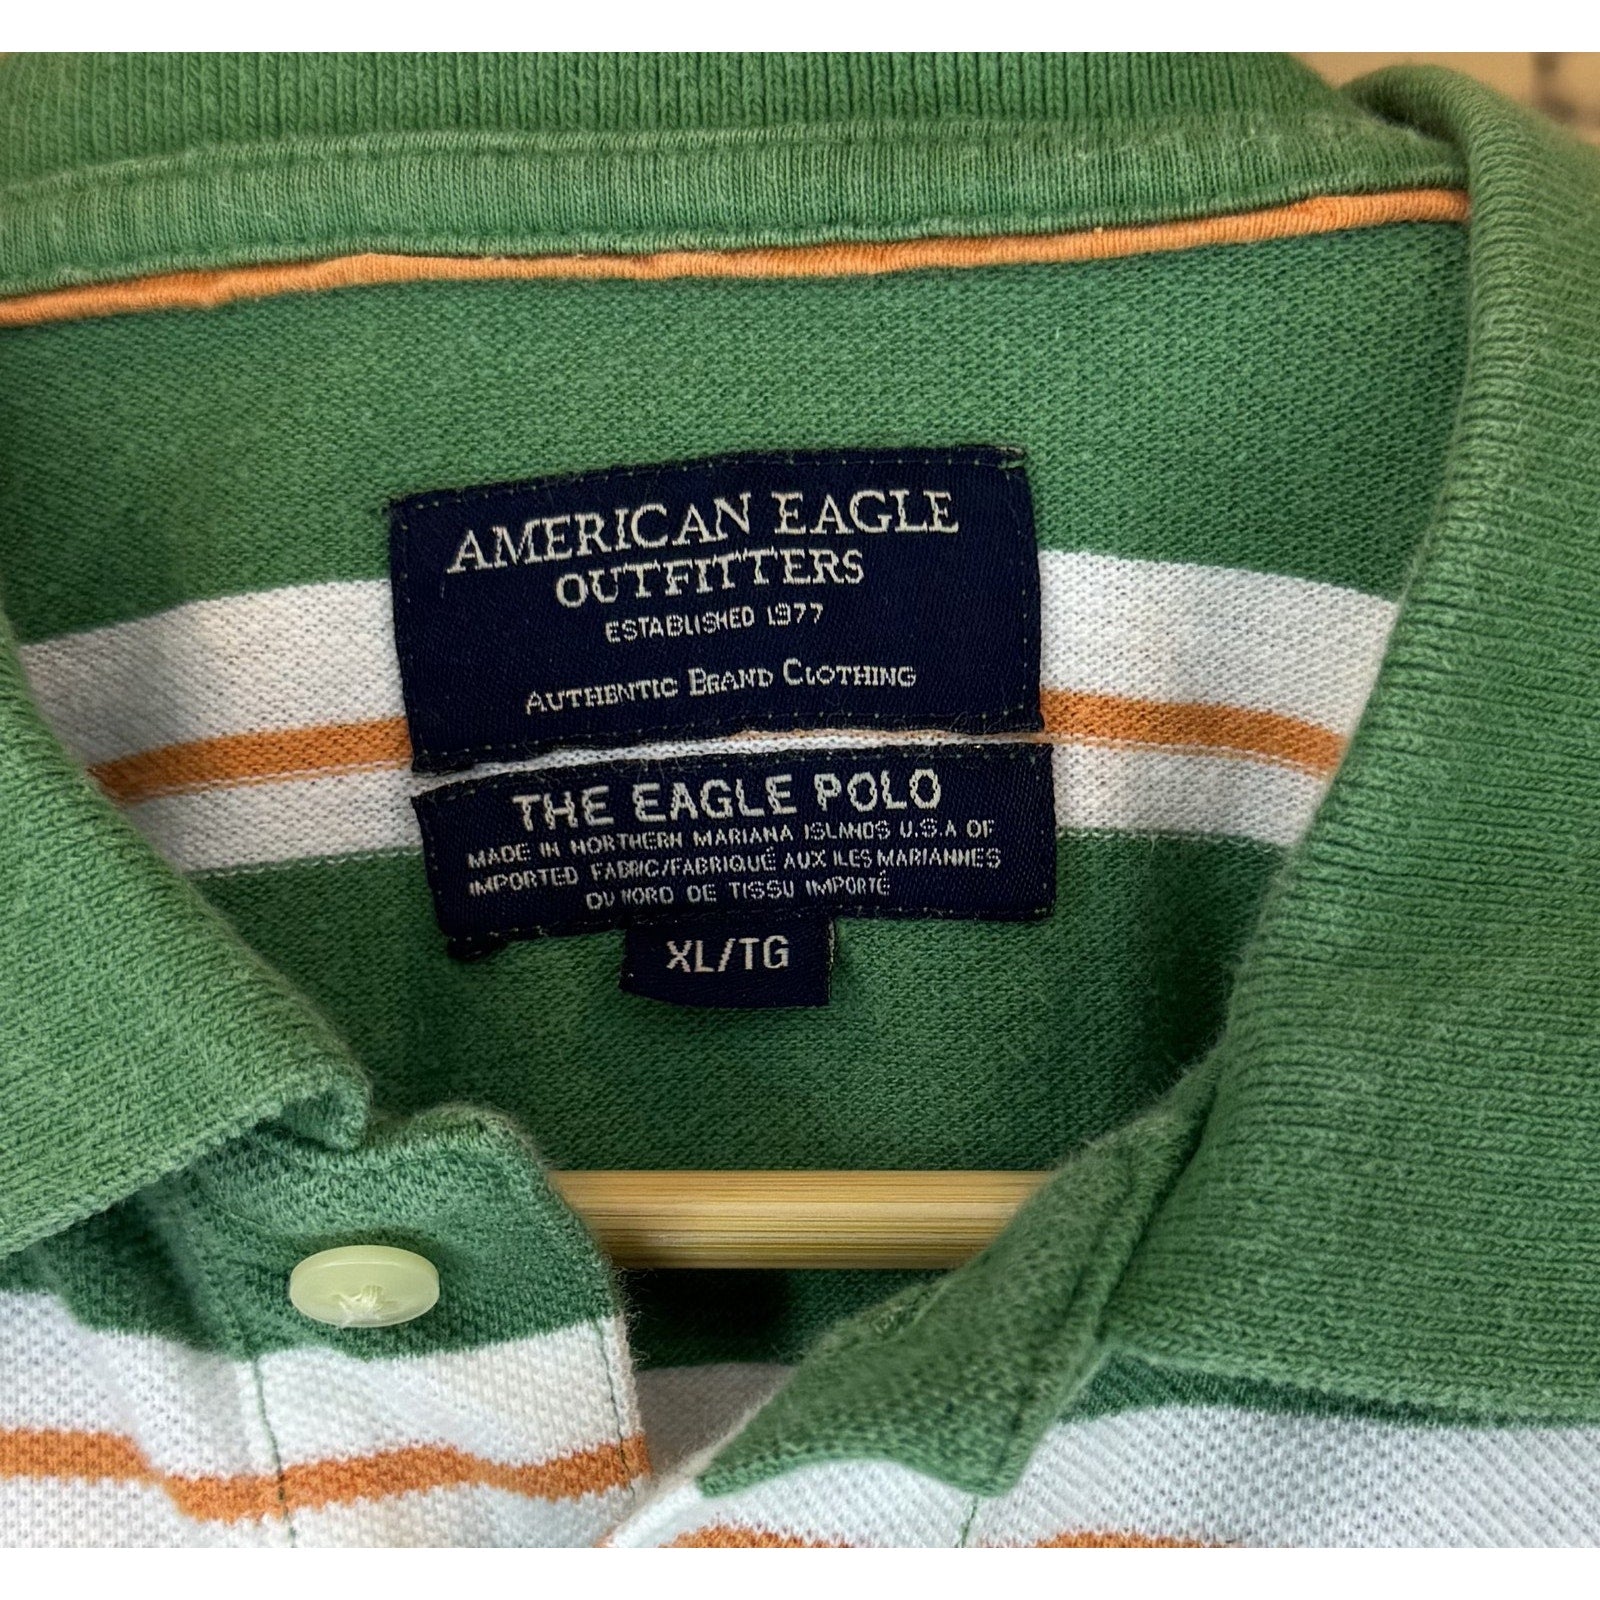 AMERICAN EAGLE
OUTFITTERS
ESTABLISHED 1977
AUTHENTIC BRAND CLOTHING
THE EAGLE POLO
MADE IN NORTHERN MARIANA ISLANDS U.S.A OF
IMPORTED FABRIC/FABRIQUÉ AUX ILES MARIANNES
DU NORD DE TISSU IMPORTÉ
XL/TG